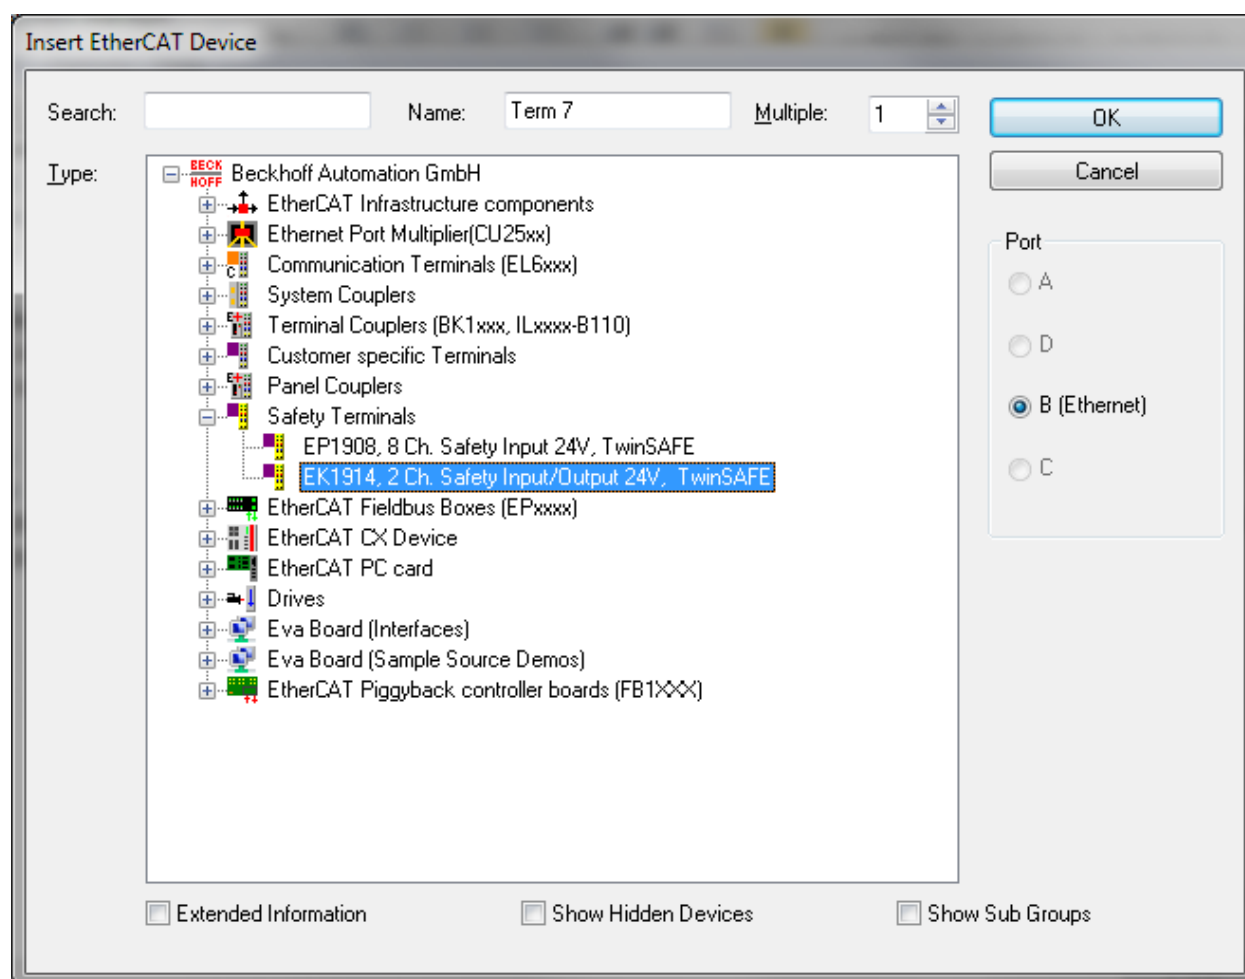 Insert EtherCAT Device
Search: Name: Term 7 Multiple: 1 OK
Type: Cancel
BECK
HOFF Beckhoff Automation GmbH
EtherCAT Infrastructure components
Ethernet Port Multiplier(CU25xx) Port
C Communication Terminals (EL6xxx) A
System Couplers
Terminal Couplers (BK1xxx, ILxxxx-B110)
Customer specific Terminals D
Panel Couplers
Safety Terminals B (Ethernet)
EP1908, 8 Ch. Safety Input 24V, TwinSAFE
EK1914, 2 Ch. Safety Input/Output 24V, TwinSAFE C
EtherCAT Fieldbus Boxes (EPxxxx)
EtherCAT CX Device
EtherCAT PC card
Drives
Eva Board (Interfaces)
Eva Board (Sample Source Demos)
EtherCAT Piggyback controller boards (FB1XXX)
Extended Information Show Hidden Devices Show Sub Groups